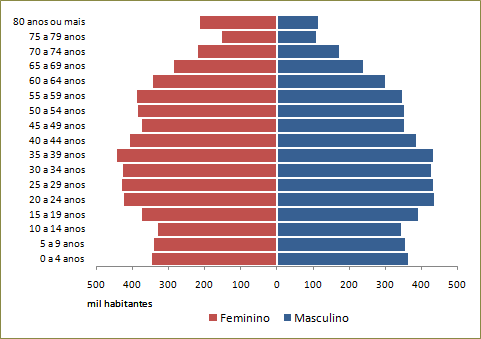 80 anos ou mais
75 a 79 anos
70 a 74 anos
65 a 69 anos
60 a 64 anos
55 a 59 anos
50 a 54 anos
45 a 49 anos
40 a 44 anos
35 a 39 anos
30 a 34 anos
25 a 29 anos
20 a 24 anos
15 a 19 anos
10 a 14 anos
5 a 9 anos
0 a 4 anos
500 400 300 200 100 0 100 200 300 400 500
mil habitantes
Feminino Masculino